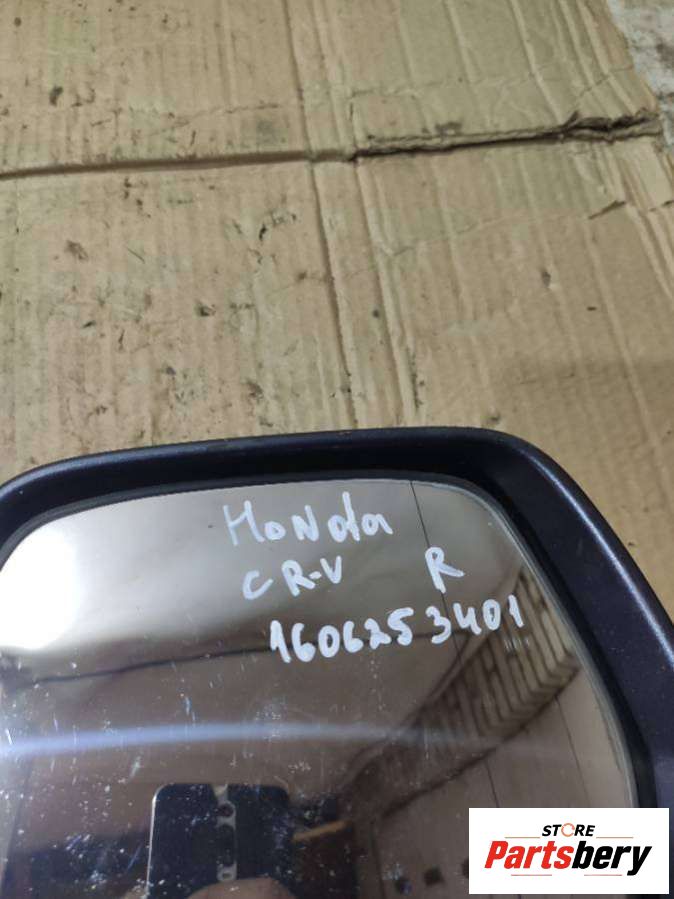 Honda
CR-V R
1606253401
STORE
Partsbery